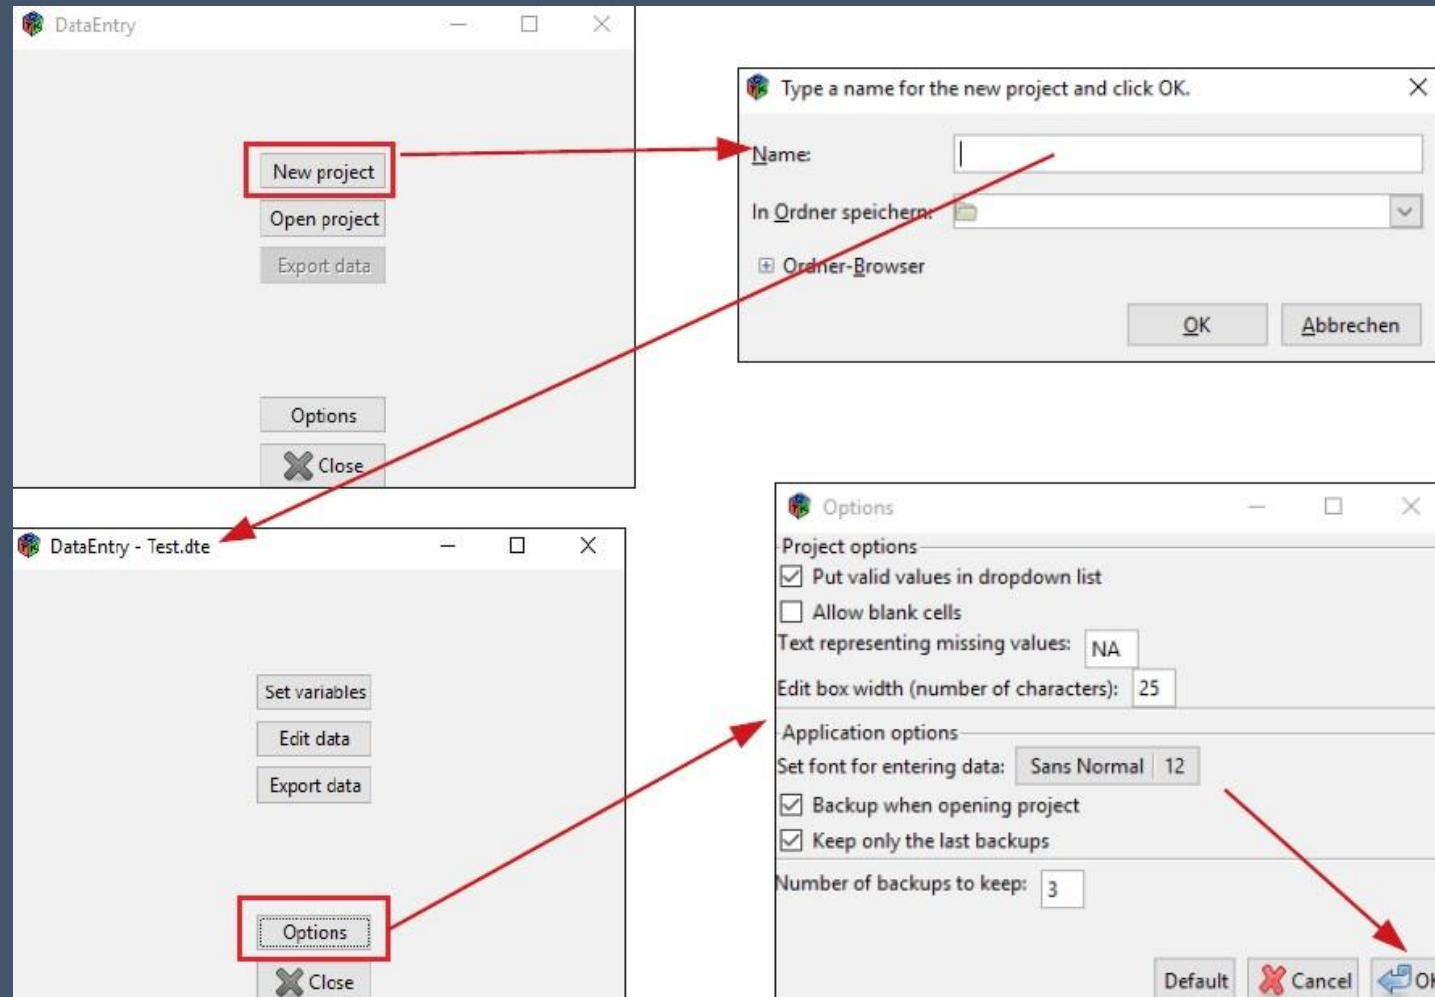 DataEntry
New project
Open project
Export data
Options
Close
Type a name for the new project and click OK.
Name:
In Ordner speichern:
Ordner-Browser
OK
Abbrechen
DataEntry - Test.dte
Set variables
Edit data
Export data
Options
Close
Options
Project options
Put valid values in dropdown list
Allow blank cells
Text representing missing values: NA
Edit box width (number of characters): 25
Application options
Set font for entering data: Sans Normal 12
Backup when opening project
Keep only the last backups
Number of backups to keep: 3
Default Cancel OK